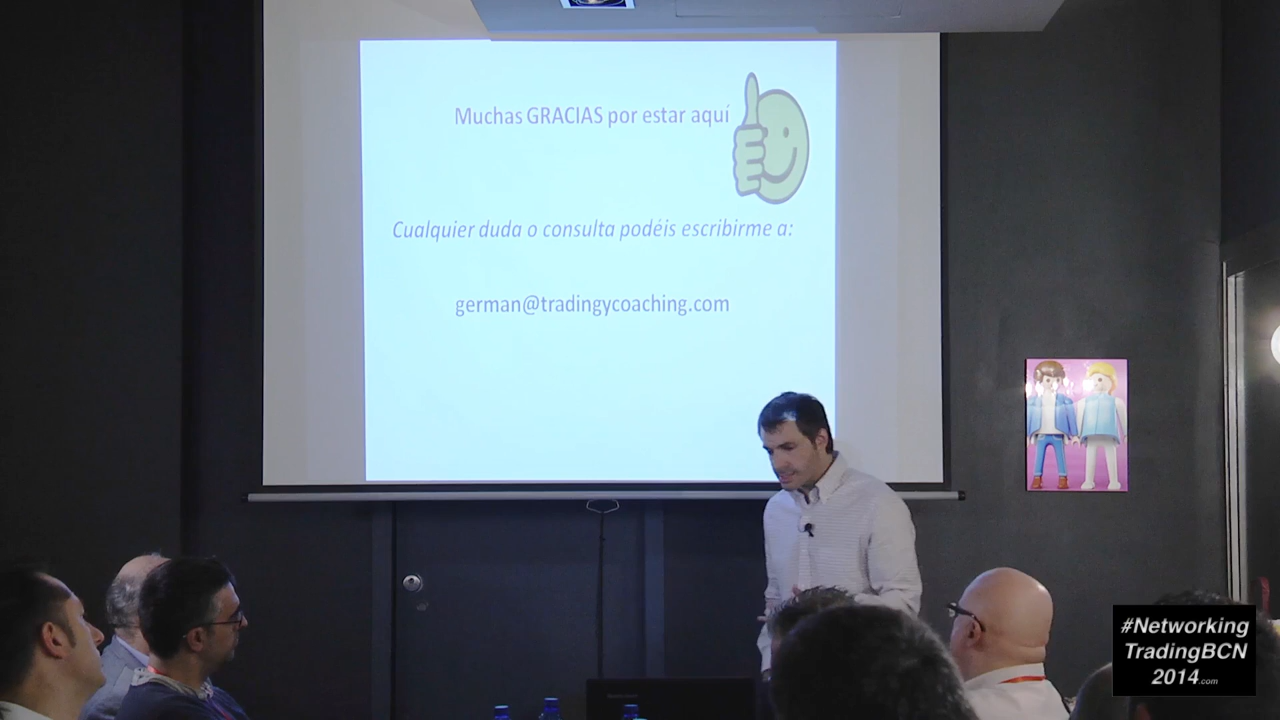 Muchas GRACIAS por estar aquí
Cualquier duda o consulta podéis escribirme a:
german@tradingycoaching.com
#Networking
TradingBCN
2014.com